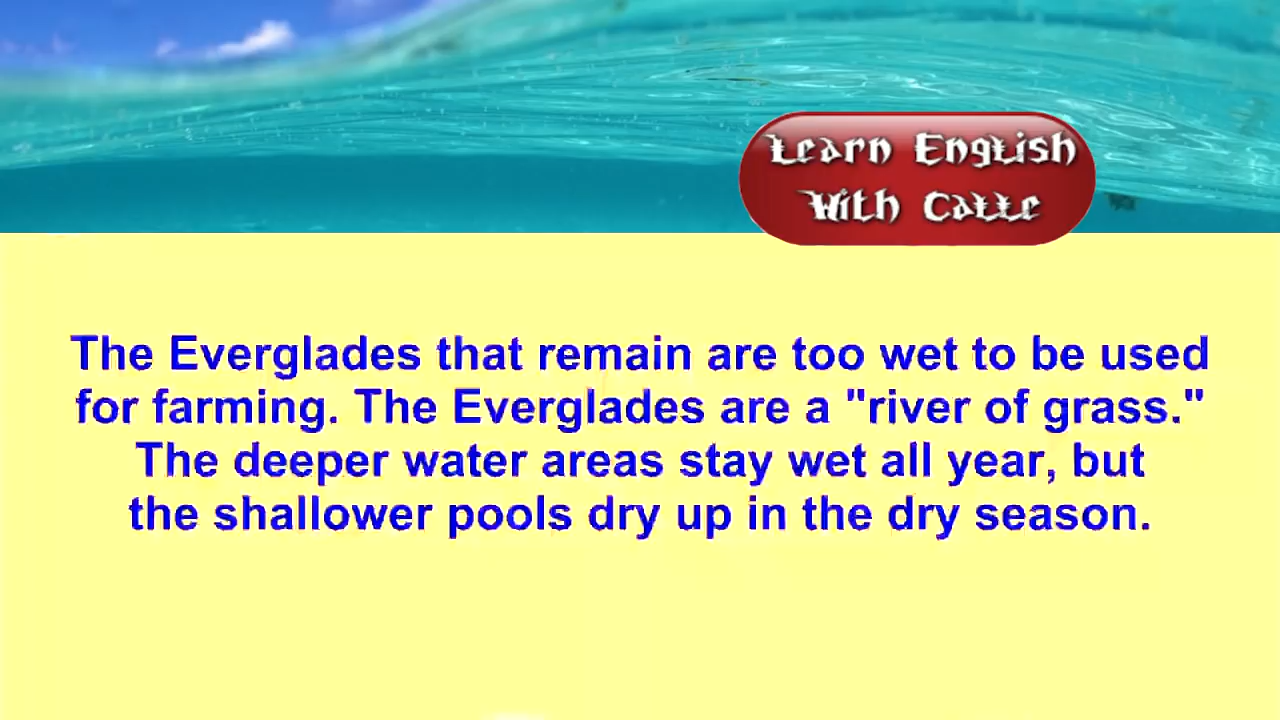 Learn English
With Catte
The Everglades that remain are too wet to be used
for farming. The Everglades are a "river of grass."
The deeper water areas stay wet all year, but
the shallower pools dry up in the dry season.